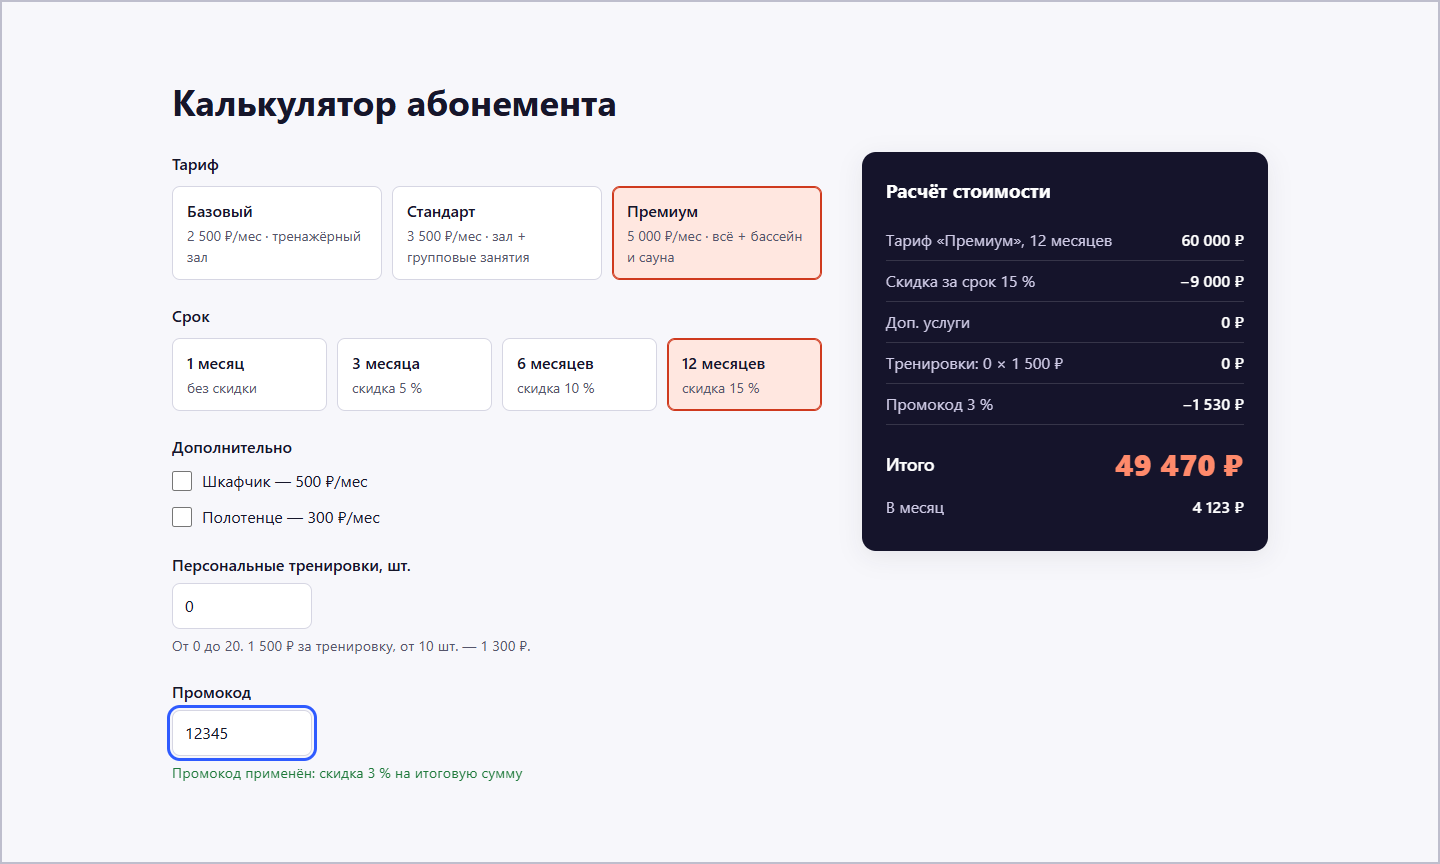 Калькулятор абонемента
Тариф
Базовый
2 500 ₽/мес · тренажёрный
зал
Стандарт
3 500 ₽/мес · зал +
групповые занятия
Премиум
5 000 ₽/мес · всё + бассейн
и сауна
Срок
1 месяц
без скидки
3 месяца
скидка 5 %
6 месяцев
скидка 10 %
12 месяцев
скидка 15 %
Дополнительно
Шкафчик — 500 ₽/мес
Полотенце — 300 ₽/мес
Персональные тренировки, шт.
0
От 0 до 20. 1 500 ₽ за тренировку, от 10 шт. — 1 300 ₽.
Промокод
12345
Промокод применён: скидка 3 % на итоговую сумму
Расчёт стоимости
Тариф «Премиум», 12 месяцев 60 000 ₽
Скидка за срок 15 % −9 000 ₽
Доп. услуги 0 ₽
Тренировки: 0 × 1 500 ₽ 0 ₽
Промокод 3 % −1 530 ₽
Итого 49 470 ₽
В месяц 4 123 ₽